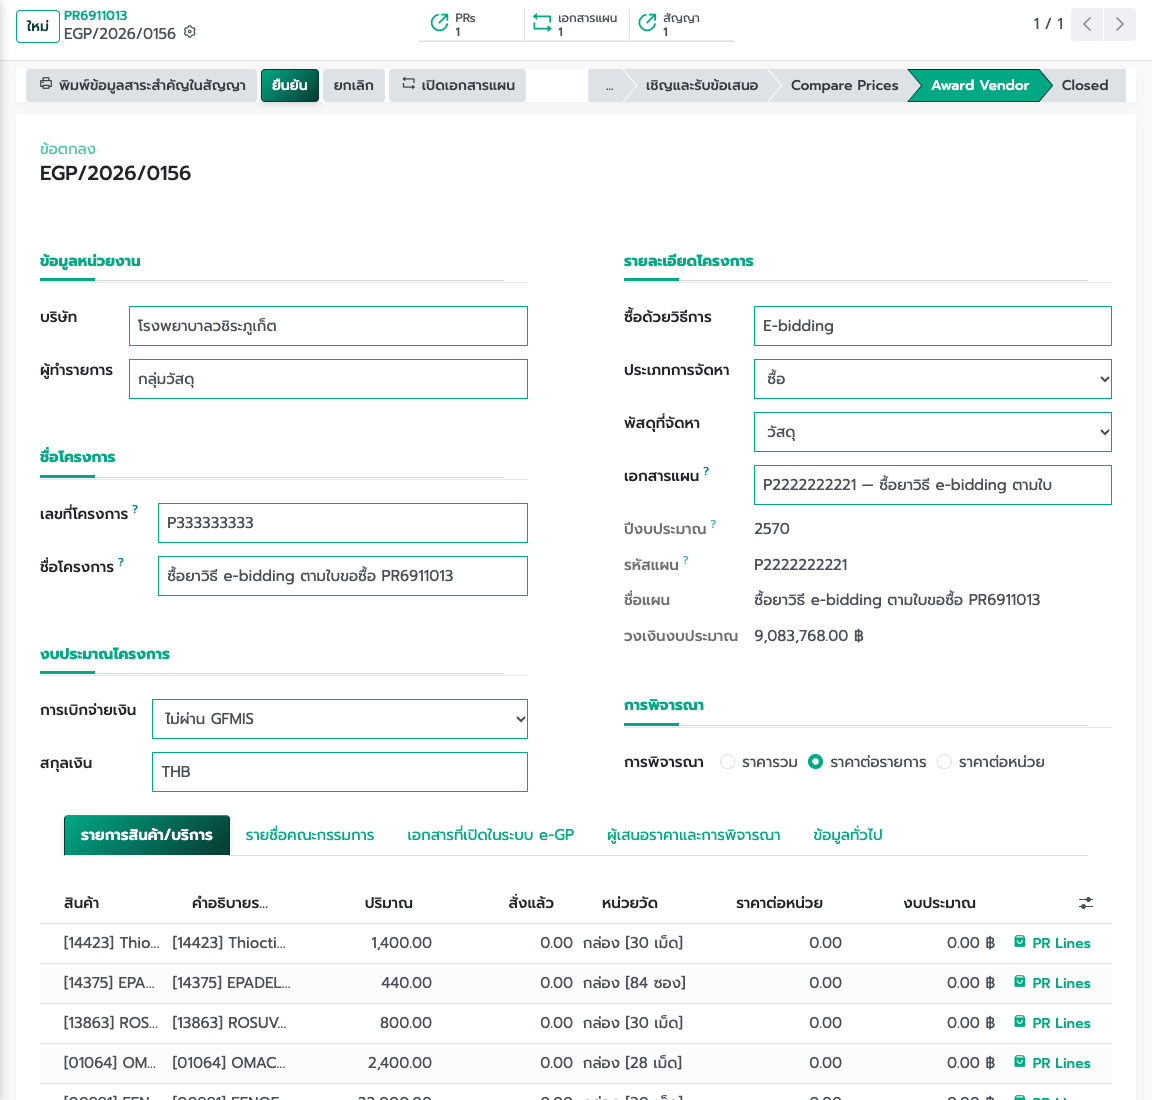 ใหม่
PR6911013
EGP/2026/0156
PRs
1
เอกสารแผน
1
สัญญา
1
1 / 1
พิมพ์ข้อมูลสาระสำคัญในสัญญา
ยืนยัน
ยกเลิก
เปิดเอกสารแผน
...
เชิญและรับข้อเสนอ
Compare Prices
Award Vendor
Closed
ข้อตกลง
EGP/2026/0156
ข้อมูลหน่วยงาน
บริษัท
โรงพยาบาลวชิระภูเก็ต
ผู้ทำรายการ
กลุ่มวัสดุ
ชื่อโครงการ
เลขที่โครงการ ?
P333333333
ชื่อโครงการ ?
ซื้อยาวิธี e-bidding ตามใบขอซื้อ PR6911013
งบประมาณโครงการ
การเบิกจ่ายเงิน
ไม่ผ่าน GFMIS
สกุลเงิน
THB
รายละเอียดโครงการ
ซื้อด้วยวิธีการ
E-bidding
ประเภทการจัดหา
ซื้อ
พัสดุที่จัดหา
วัสดุ
เอกสารแผน ?
P2222222221 — ซื้อยาวิธี e-bidding ตามใบ
ปีงบประมาณ ?
2570
รหัสแผน ?
P2222222221
ชื่อแผน
ซื้อยาวิธี e-bidding ตามใบขอซื้อ PR6911013
วงเงินงบประมาณ
9,083,768.00 ฿
การพิจารณา
การพิจารณา ราคารวม ราคาต่อรายการ ราคาต่อหน่วย
รายการสินค้า/บริการ รายชื่อคณะกรรมการ เอกสารที่เปิดในระบบ e-GP ผู้เสนอราคาและการพิจารณา ข้อมูลทั่วไป
สินค้า คำอธิบายร... ปริมาณ สั่งแล้ว หน่วยวัด ราคาต่อหน่วย งบประมาณ
[14423] Thio... [14423] Thiocti... 1,400.00 0.00 กล่อง [30 เม็ด] 0.00 0.00 ฿ PR Lines
[14375] EPA... [14375] EPADEL... 440.00 0.00 กล่อง [84 ซอง] 0.00 0.00 ฿ PR Lines
[13863] ROS... [13863] ROSUV... 800.00 0.00 กล่อง [30 เม็ด] 0.00 0.00 ฿ PR Lines
[01064] OM... [01064] OMAC... 2,400.00 0.00 กล่อง [28 เม็ด] 0.00 0.00 ฿ PR Lines